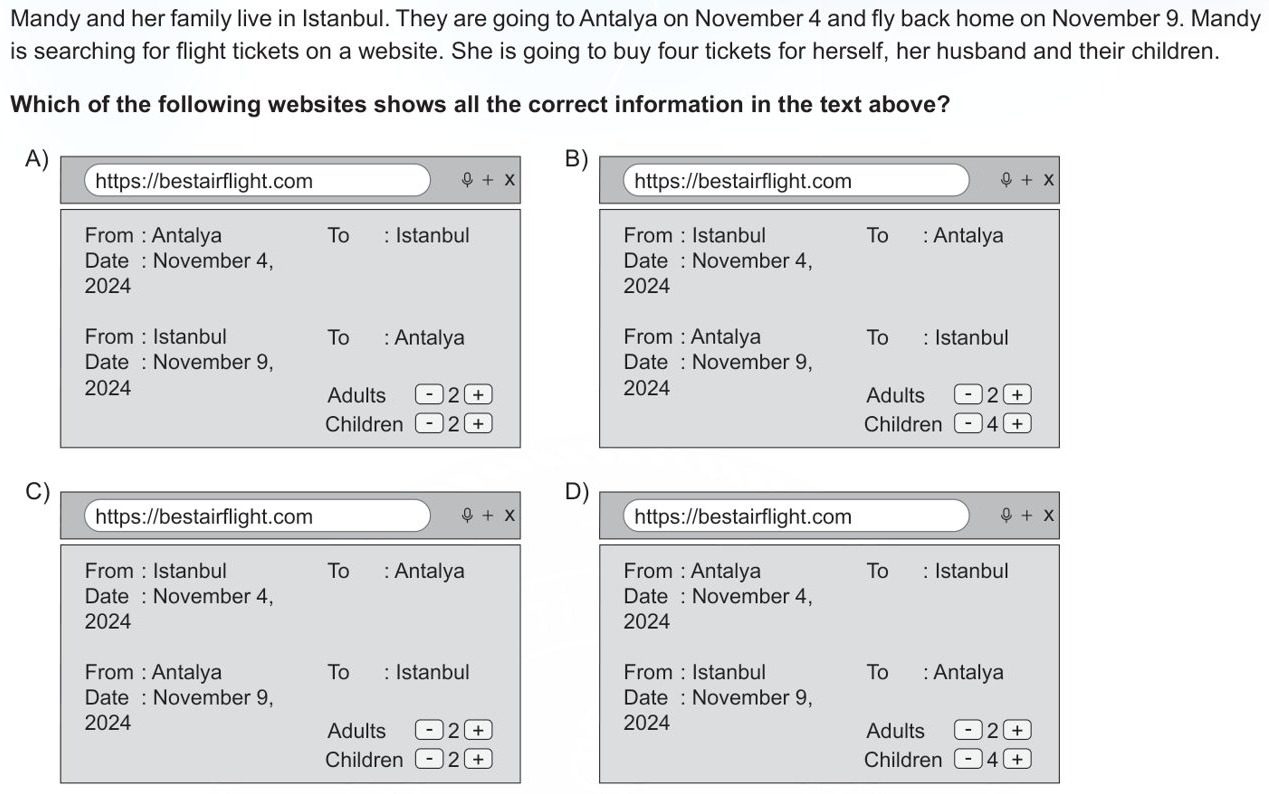 Mandy and her family live in Istanbul. They are going to Antalya on November 4 and fly back home on November 9. Mandy
is searching for flight tickets on a website. She is going to buy four tickets for herself, her husband and their children.
Which of the following websites shows all the correct information in the text above?
A)
https://bestairflight.com + x
From : Antalya To : Istanbul
Date : November 4,
2024
From : Istanbul To : Antalya
Date : November 9,
2024
Adults - 2 +
Children - 2 +
B)
https://bestairflight.com + x
From : Istanbul To : Antalya
Date : November 4,
2024
From : Antalya To : Istanbul
Date : November 9,
2024
Adults - 2 +
Children - 4 +
C)
https://bestairflight.com + x
From : Istanbul To : Antalya
Date : November 4,
2024
From : Antalya To : Istanbul
Date : November 9,
2024
Adults - 2 +
Children - 2 +
D)
https://bestairflight.com + x
From : Antalya To : Istanbul
Date : November 4,
2024
From : Istanbul To : Antalya
Date : November 9,
2024
Adults - 2 +
Children - 4 +